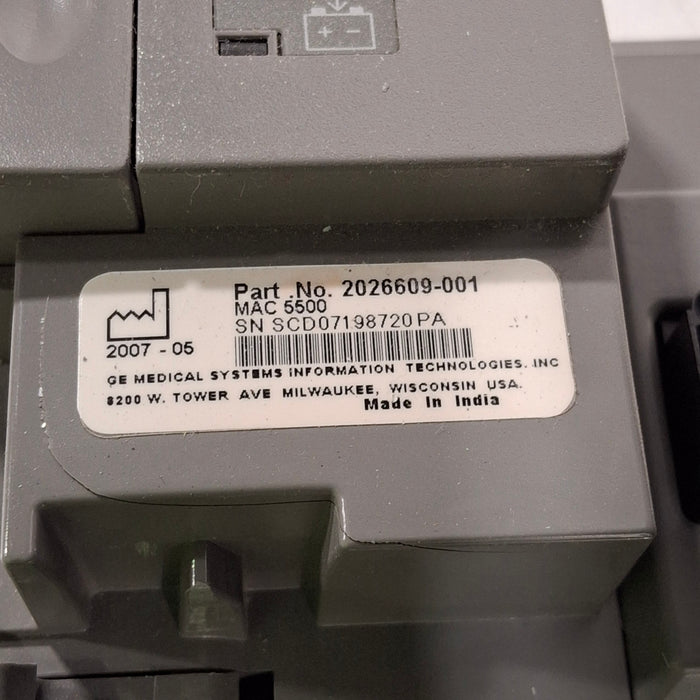 Part .No. 2026609-001
MAC 5500
SN SCD07198720PA
2007 - 05
GE MEDICAL SYSTEMS INFORMATION TECHNOLOGIES. INC
8200 W. TOWER AVE MILWAUKEE, WISCONSIN USA.
Made In India